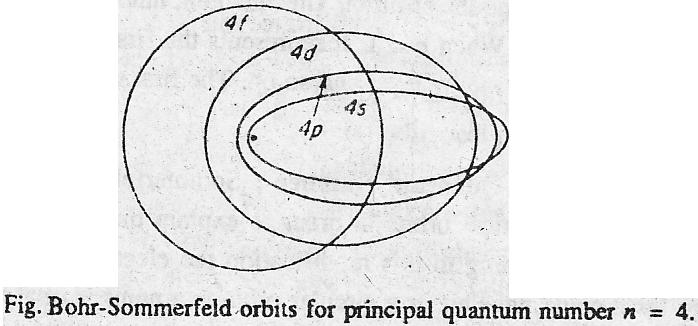 4f
4d
4s
4p
Fig. Bohr-Sommerfeld orbits for principal quantum number n = 4.